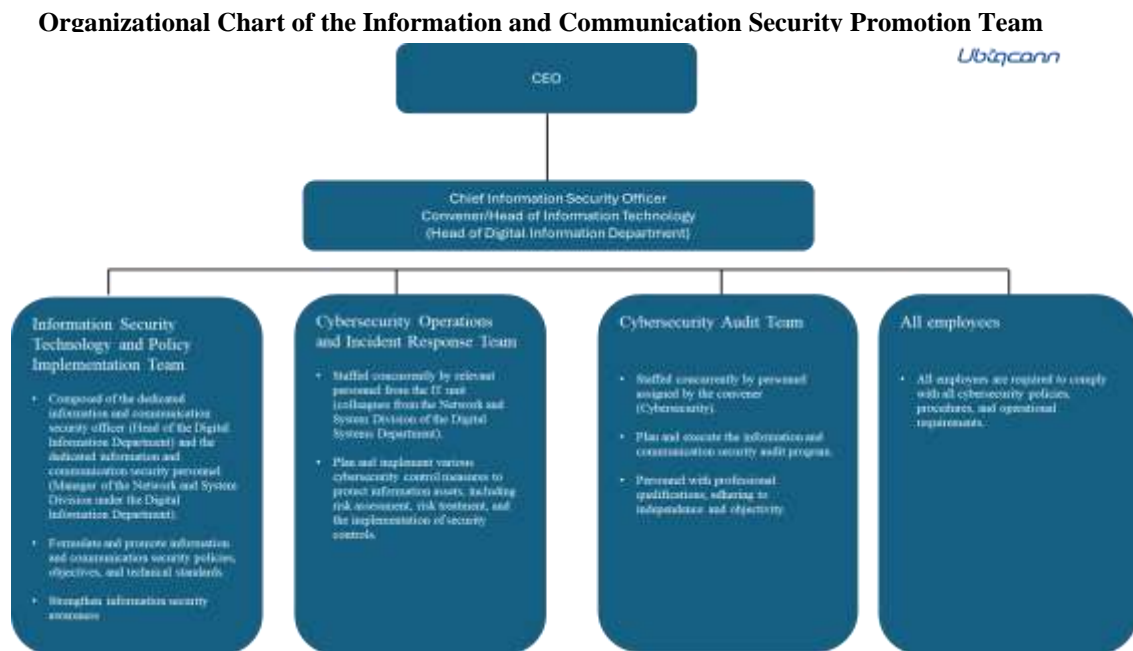 Organizational Chart of the Information and Communication Security Promotion Team
Ubiqconn
CEO
Chief Information Security Officer
Convener/Head of Information Technology
(Head of Digital Information Department)
Information Security
Technology and Policy
Implementation Team
• Composed of the dedicated
information and communication
security officer (Head of the Digital
Information Department) and the
dedicated information and
communication security personnel
(Manager of the Network and System
Division under the Digital
Information Department).
• Formulate and promote information
and communication security policies,
objectives, and technical standards
• Strengthen information security
awareness
Cybersecurity Operations
and Incident Response Team
• Staffed concurrently by relevant
personnel from the IT unit
(colleagues from the Network and
System Division of the Digital
Systems Department).
• Plan and implement various
cybersecurity control measures to
protect information assets, including
risk assessment, risk treatment, and
the implementation of security
controls.
Cybersecurity Audit Team
• Staffed concurrently by personnel
assigned by the convener
(Cybersecurity).
• Plan and execute the information and
communication security audit program.
• Personnel with professional
qualifications, adhering to
independence and objectivity.
All employees
• All employees are required to comply
with all cybersecurity policies,
procedures, and operational
requirements.